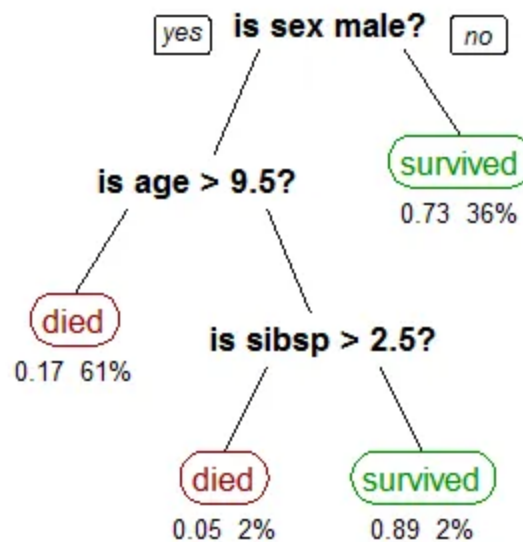 yes is sex male? no
is age > 9.5?
survived
0.73 36%
died
0.17 61%
is sibsp > 2.5?
died
0.05 2%
survived
0.89 2%